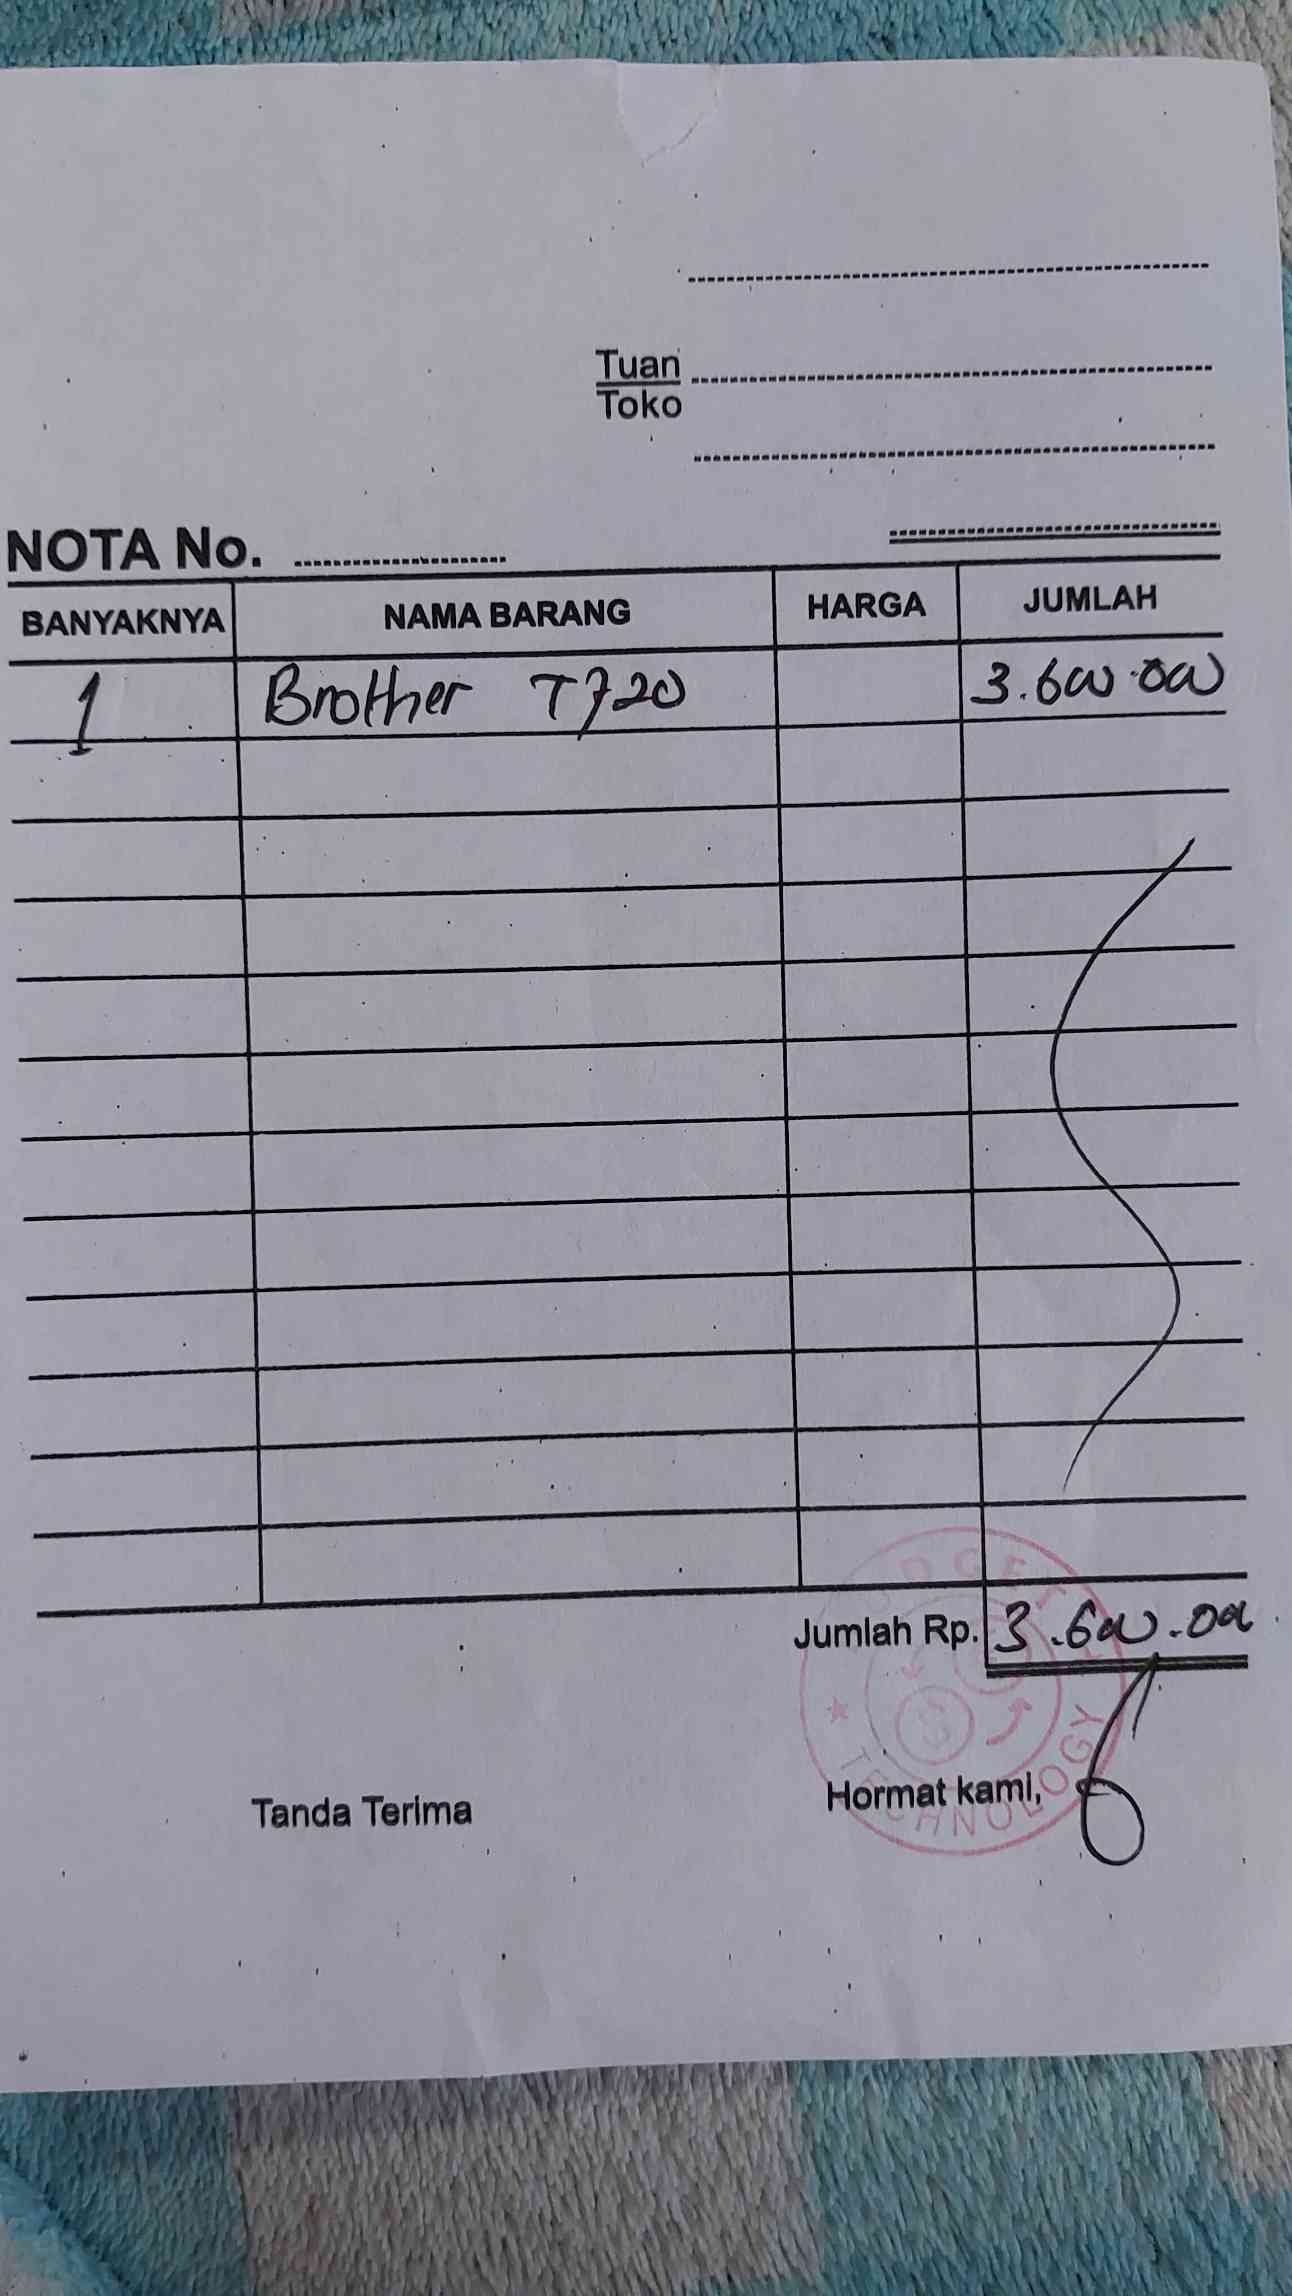 Tuan
Toko
NOTA No.
BANYAKNYA NAMA BARANG HARGA JUMLAH
1 Brother T720 3.600.000
Jumlah Rp. 3.600.000
Tanda Terima Hormat kami,
TECHNOLOGY